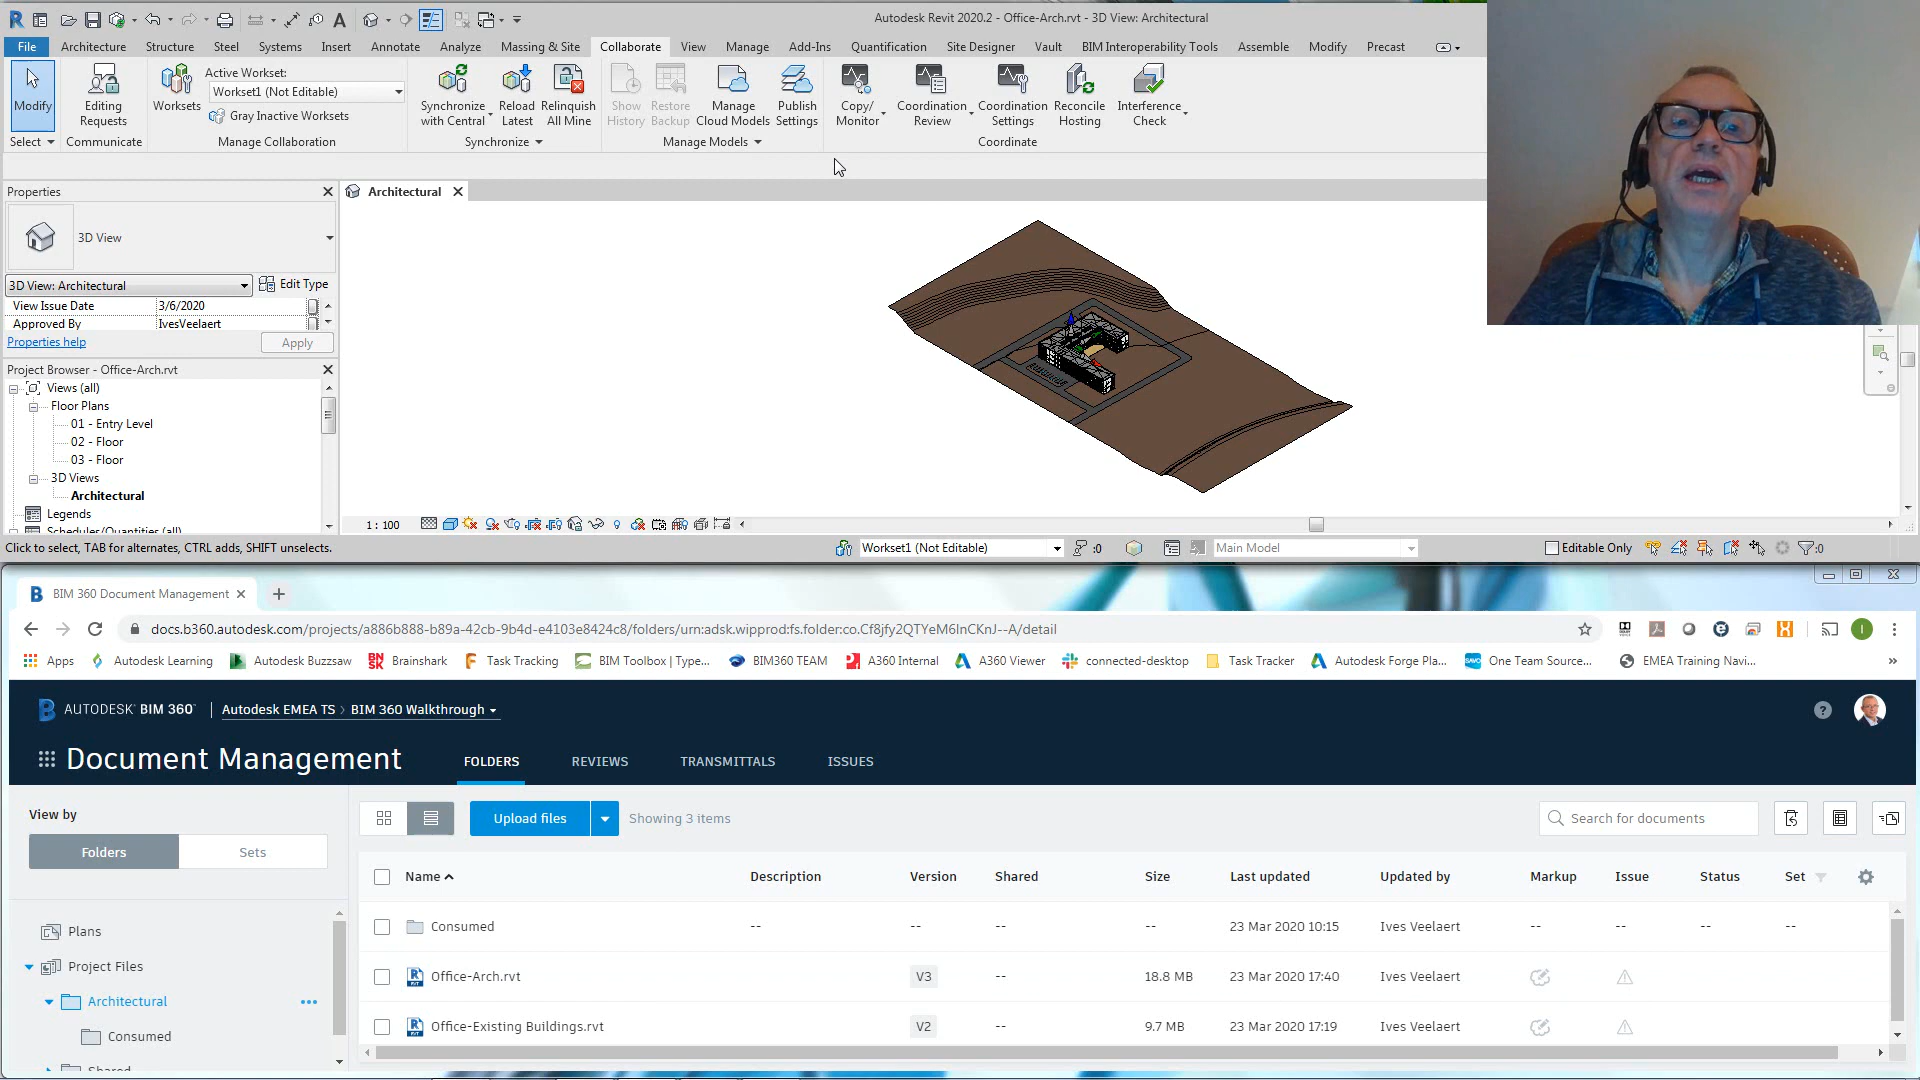 Autodesk Revit 2020.2 - Office-Arch.rvt - 3D View: Architectural
File Architecture Structure Steel Systems Insert Annotate Analyze Massing & Site Collaborate View Manage Add-Ins Quantification Site Designer Vault BIM Interoperability Tools Assemble Modify Precast
Modify
Editing Requests
Worksets
Active Workset:
Workset1 (Not Editable)
Gray Inactive Worksets
Synchronize with Central
Reload Latest
Relinquish All Mine
Show History
Restore Backup
Manage Cloud Models
Publish Settings
Copy/ Monitor
Coordination Review
Coordination Settings
Reconcile Hosting
Interference Check
Select Communicate Manage Collaboration Synchronize Manage Models Coordinate
Properties
Architectural
3D View
3D View: Architectural
Edit Type
View Issue Date 3/6/2020
Approved By IvesVeelaert
Properties help Apply
Project Browser - Office-Arch.rvt
Views (all)
Floor Plans
01 - Entry Level
02 - Floor
03 - Floor
3D Views
Architectural
Legends
Schedules/Quantities (all)
1 : 100
Click to select, TAB for alternates, CTRL adds, SHIFT unselects.
Workset1 (Not Editable) :0 Main Model Editable Only :0
BIM 360 Document Management
docs.b360.autodesk.com/projects/a886b888-b89a-42cb-9b4d-e4103e8424c8/folders/urn:adsk.wipprod:fs.folder:co.Cf8jfy2QTYeM6lnCKnJ--A/detail
Apps Autodesk Learning Autodesk Buzzsaw Brainshark Task Tracking BIM Toolbox | Type... BIM360 TEAM A360 Internal A360 Viewer connected-desktop Task Tracker Autodesk Forge Pla... One Team Source... EMEA Training Navi...
AUTODESK BIM 360 Autodesk EMEA TS > BIM 360 Walkthrough
Document Management FOLDERS REVIEWS TRANSMITTALS ISSUES
View by
Folders Sets
Upload files
Showing 3 items
Search for documents
Name Description Version Shared Size Last updated Updated by Markup Issue Status Set
Consumed -- -- -- -- 23 Mar 2020 10:15 Ives Veelaert -- -- -- --
Office-Arch.rvt V3 -- 18.8 MB 23 Mar 2020 17:40 Ives Veelaert
Office-Existing Buildings.rvt V2 -- 9.7 MB 23 Mar 2020 17:19 Ives Veelaert
Plans
Project Files
Architectural
Consumed
Shared